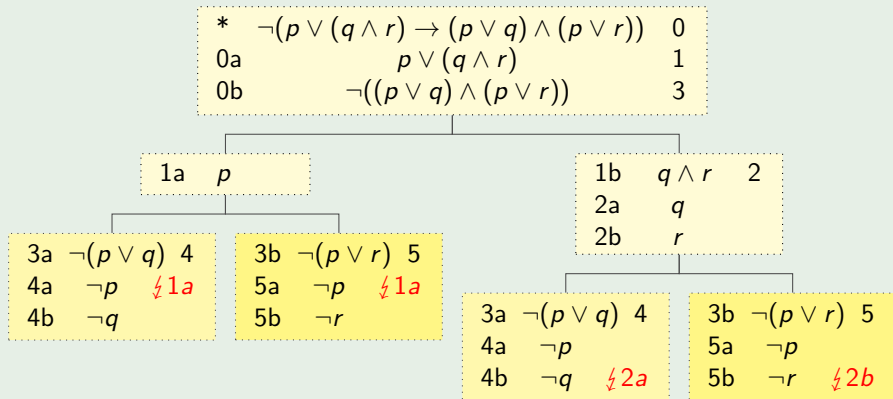 * ¬(p ∨ (q ∧ r) → (p ∨ q) ∧ (p ∨ r)) 0
0a p ∨ (q ∧ r) 1
0b ¬((p ∨ q) ∧ (p ∨ r)) 3
1a p
1b q ∧ r 2
2a q
2b r
3a ¬(p ∨ q) 4
4a ¬p ↯1a
4b ¬q
3b ¬(p ∨ r) 5
5a ¬p ↯1a
5b ¬r
3a ¬(p ∨ q) 4
4a ¬p
4b ¬q ↯2a
3b ¬(p ∨ r) 5
5a ¬p
5b ¬r ↯2b